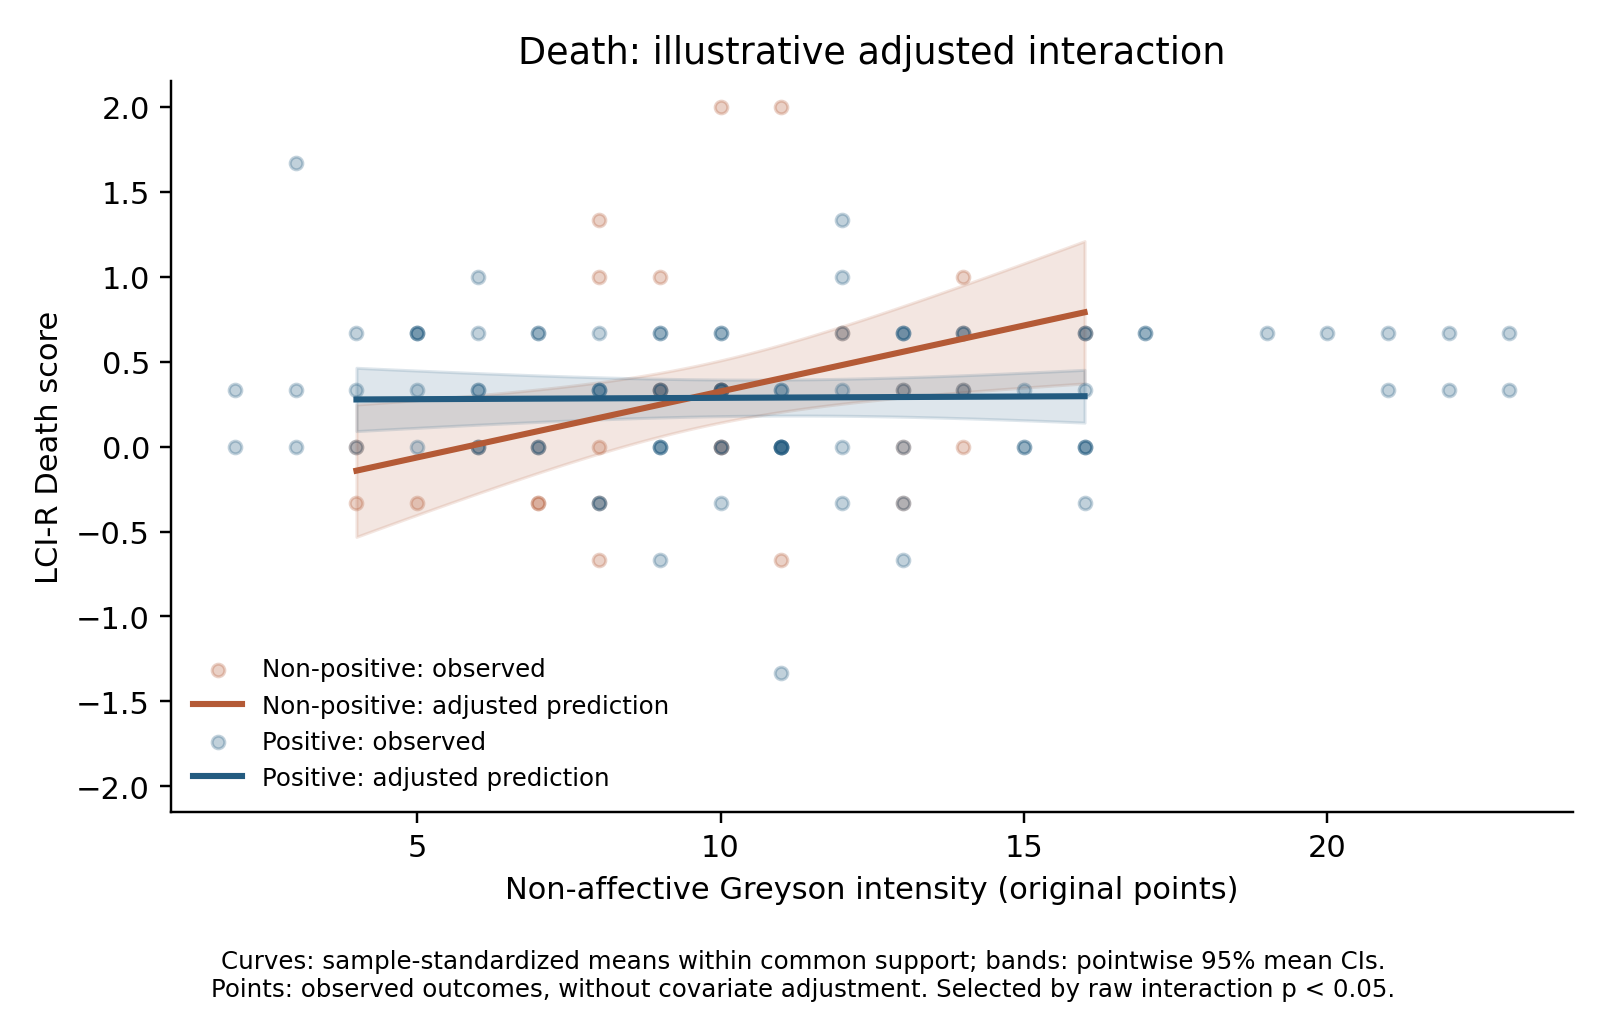 Death: illustrative adjusted interaction
2.0
1.5
1.0
0.5
0.0
−0.5
−1.0
−1.5
−2.0
LCI-R Death score
Non-positive: observed
Non-positive: adjusted prediction
Positive: observed
Positive: adjusted prediction
5 10 15 20
Non-affective Greyson intensity (original points)
Curves: sample-standardized means within common support; bands: pointwise 95% mean CIs.
Points: observed outcomes, without covariate adjustment. Selected by raw interaction p < 0.05.